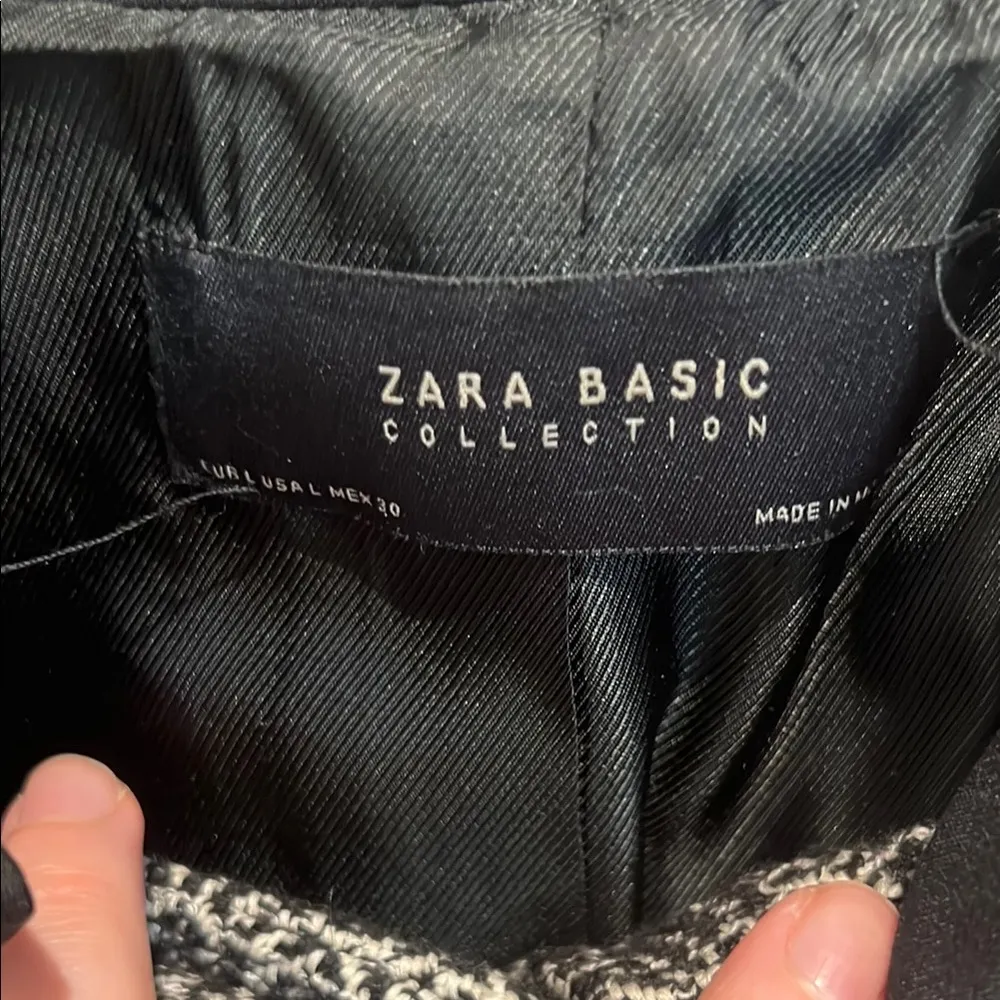 ZARA BASIC
COLLECTION
EUR L USA L MEX 30
MADE IN